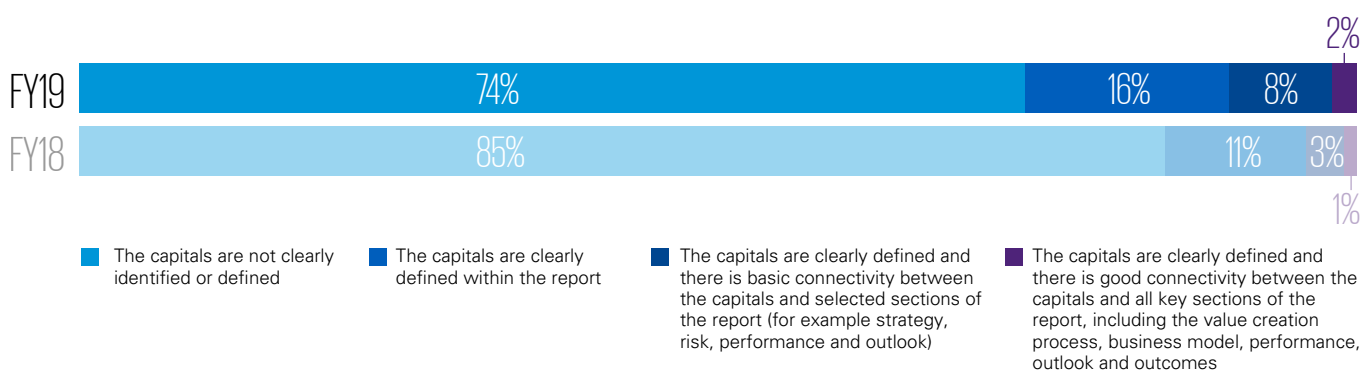 2%
FY19 74% 16% 8%
FY18 85% 11% 3%
1%
The capitals are not clearly
identified or defined
The capitals are clearly
defined within the report
The capitals are clearly defined and
there is basic connectivity between
the capitals and selected sections of
the report (for example strategy,
risk, performance and outlook)
The capitals are clearly defined and
there is good connectivity between the
capitals and all key sections of the
report, including the value creation
process, business model, performance,
outlook and outcomes